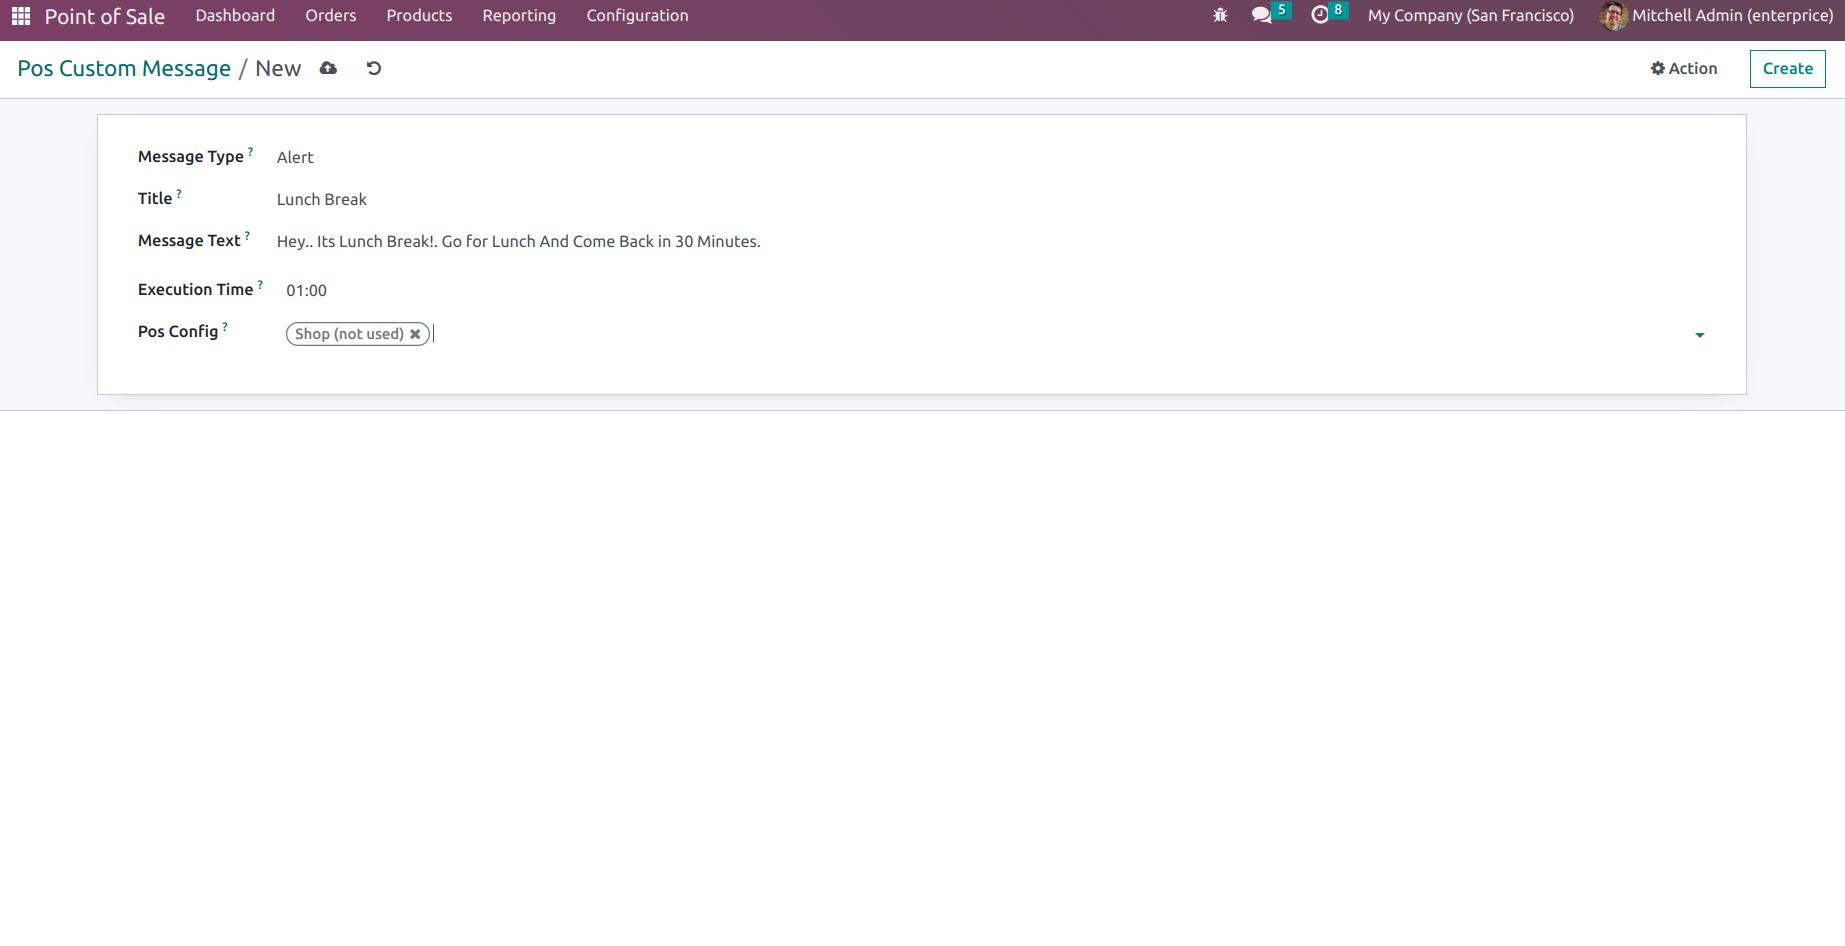 Point of Sale Dashboard Orders Products Reporting Configuration 5 8 My Company (San Francisco) Mitchell Admin (enterprice)
Pos Custom Message / New Action Create
Message Type ? Alert
Title ? Lunch Break
Message Text ? Hey.. Its Lunch Break!. Go for Lunch And Come Back in 30 Minutes.
Execution Time ? 01:00
Pos Config ? Shop (not used)